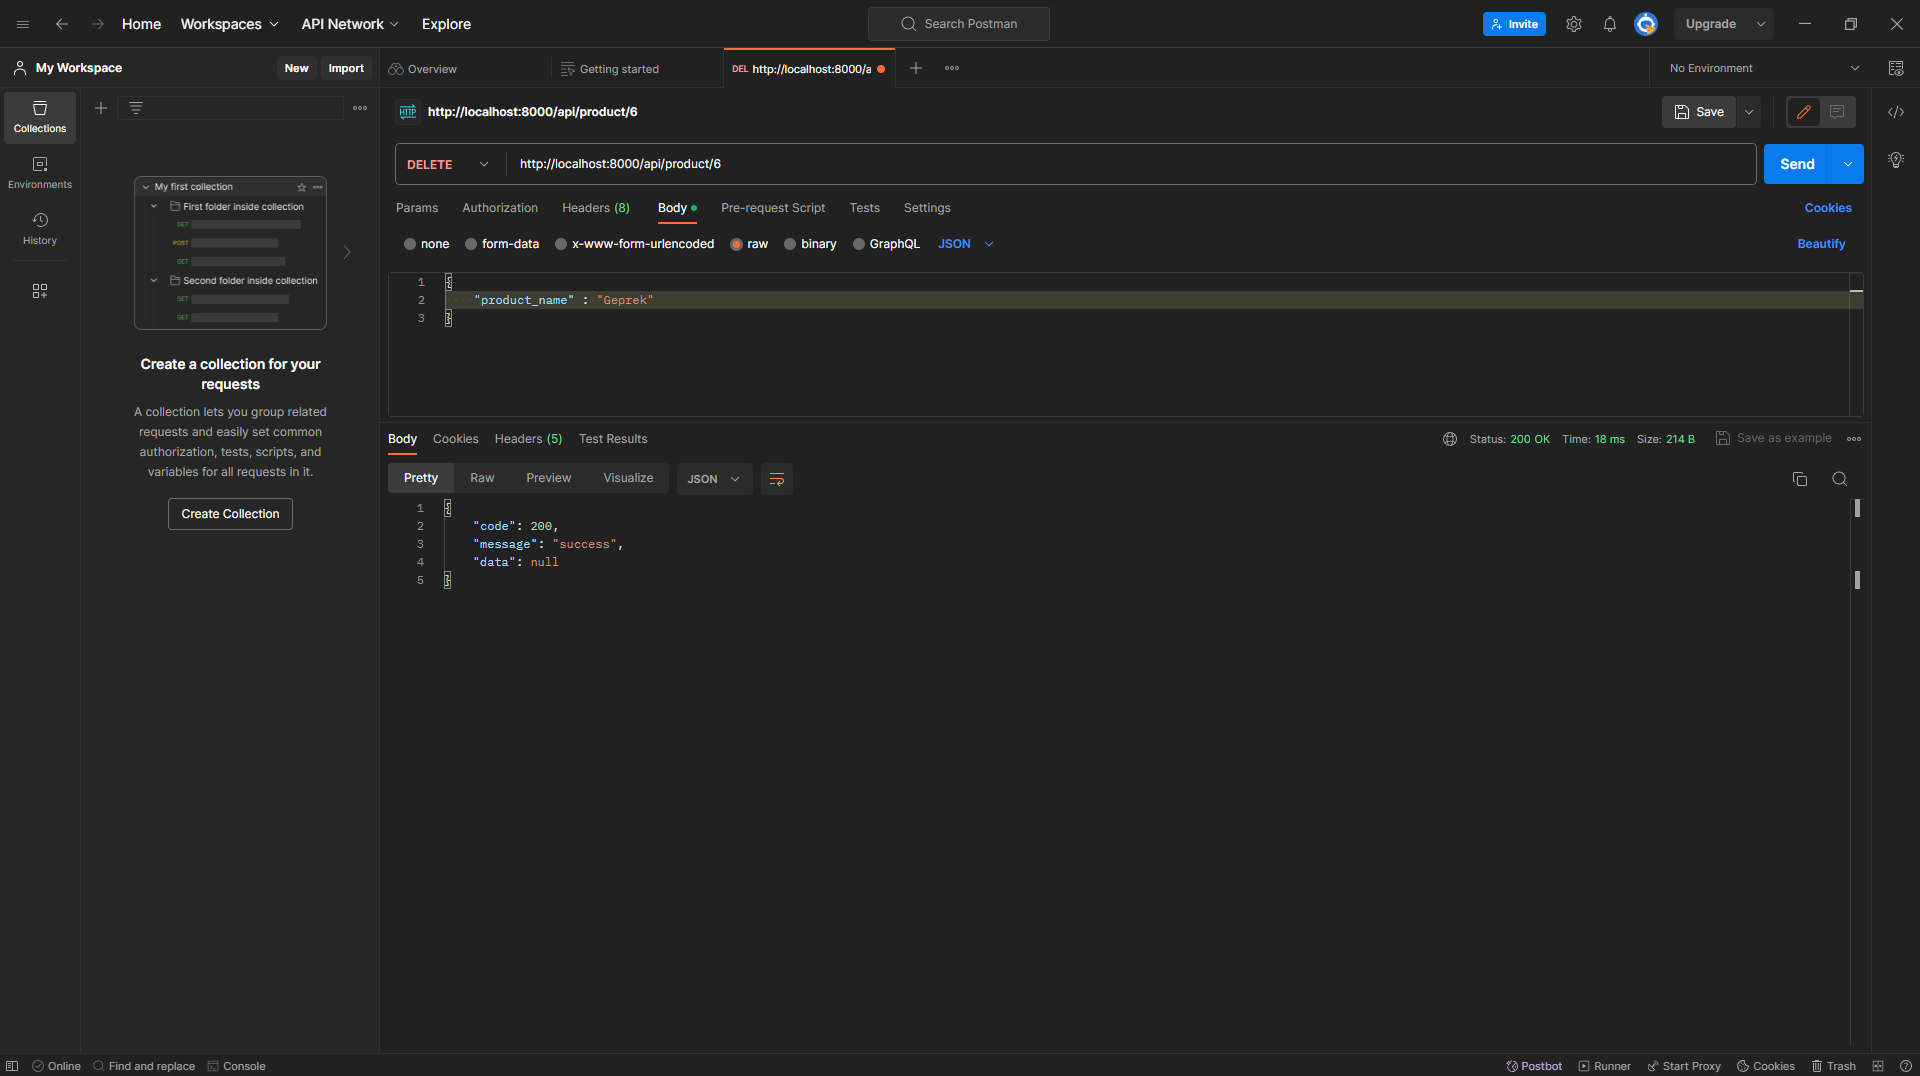 Home Workspaces API Network Explore Search Postman Invite Upgrade
My Workspace New Import Overview Getting started DEL http://localhost:8000/a No Environment
HTTP http://localhost:8000/api/product/6 Save
DELETE http://localhost:8000/api/product/6 Send
Params Authorization Headers (8) Body Pre-request Script Tests Settings Cookies
none form-data x-www-form-urlencoded raw binary GraphQL JSON Beautify
1 {
2 "product_name" : "Geprek"
3 }
Collections
Environments
History
My first collection
First folder inside collection
GET
POST
GET
Second folder inside collection
GET
GET
Create a collection for your
requests
A collection lets you group related
requests and easily set common
authorization, tests, scripts, and
variables for all requests in it.
Create Collection
Body Cookies Headers (5) Test Results Status: 200 OK Time: 18 ms Size: 214 B Save as example
Pretty Raw Preview Visualize JSON
1 {
2 "code": 200,
3 "message": "success",
4 "data": null
5 }
Online Find and replace Console Postbot Runner Start Proxy Cookies Trash